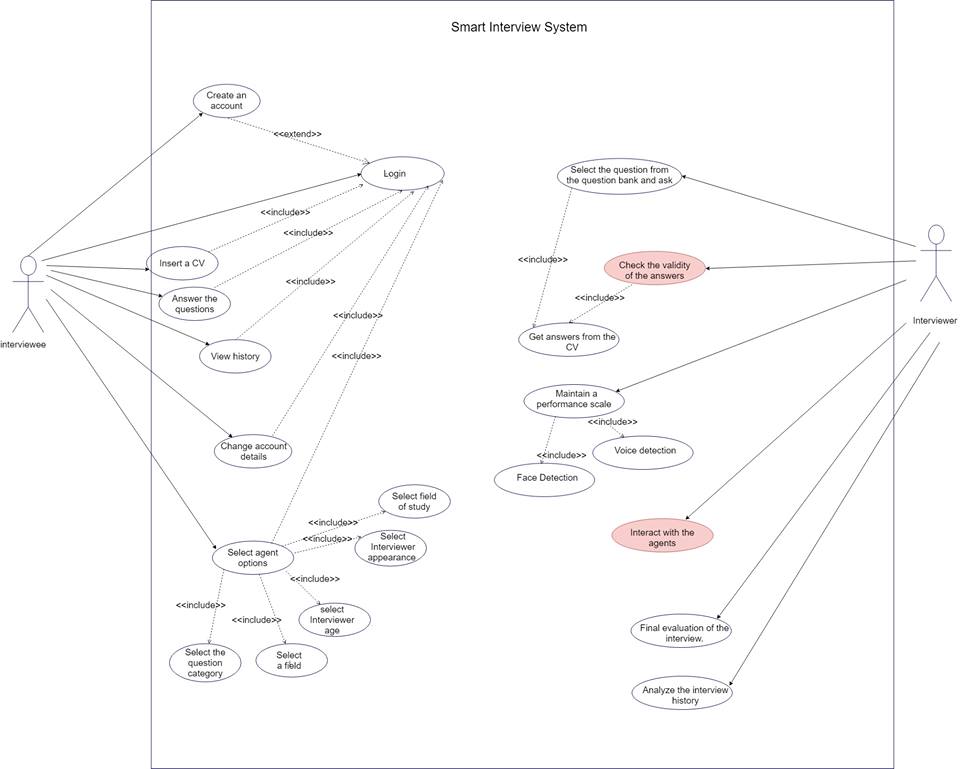 Smart Interview System
Create an
account
<<extend>>
Login
<<include>>
<<include>>
Insert a CV
Answer the
questions
<<include>>
View history
<<include>>
<<include>>
interviewee
Change account
details
Select field
of study
<<include>>
<<include>>
Select
Interviewer
appearance
Select agent
options
<<include>>
<<include>>
<<include>>
select
Interviewer
age
Select the
question
category
Select
a field
Select the question from
the question bank and ask
<<include>>
Check the validity
of the answers
<<include>>
Get answers from the
CV
Interviewer
Maintain a
performance scale
<<include>>
Voice detection
<<include>>
Face Detection
Interact with the
agents
Final evaluation of the
interview.
Analyze the interview
history